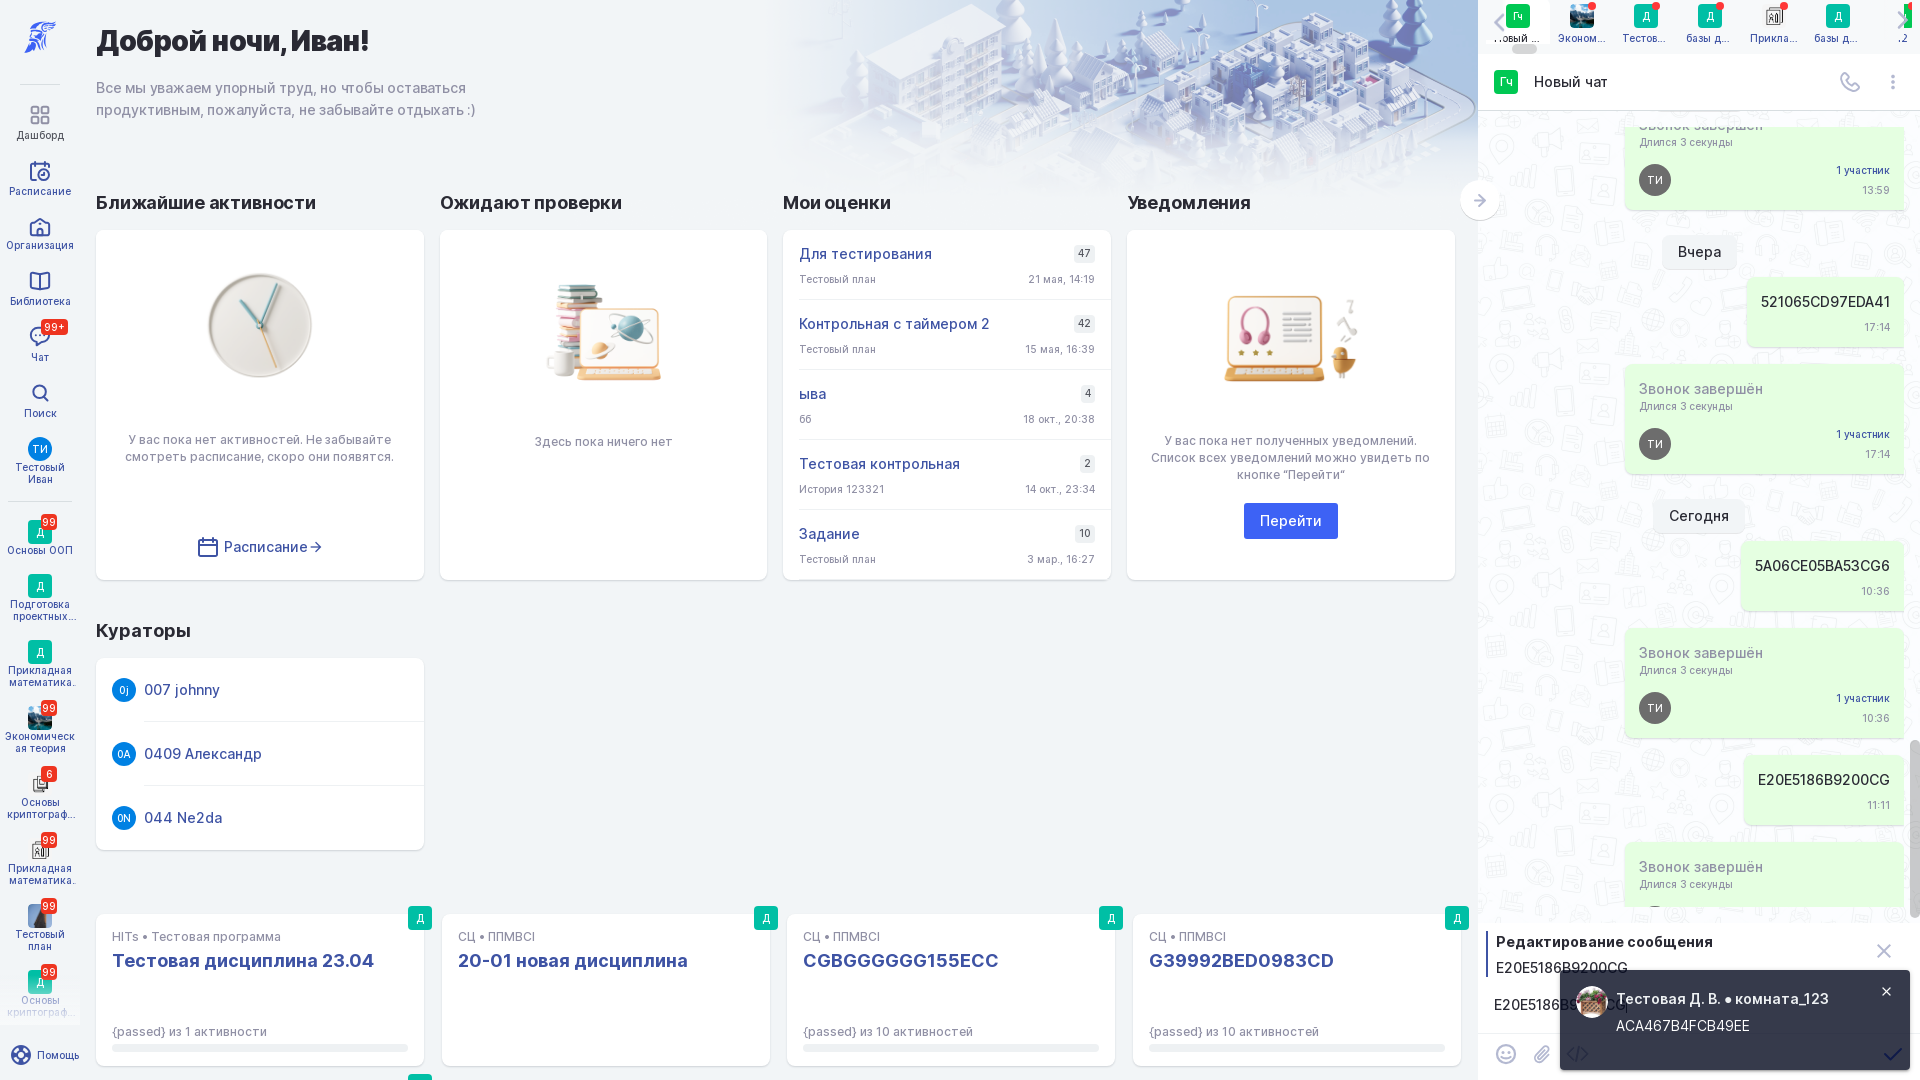 Доброй ночи, Иван!
Все мы уважаем упорный труд, но чтобы оставаться
продуктивным, пожалуйста, не забывайте отдыхать :)
Дашборд
Расписание
Организация
Библиотека
99+
Чат
Поиск
ТИ
Тестовый
Иван
99
Д
Основы ООП
Д
Подготовка
проектных...
Д
Прикладная
математика.
99
Экономическ
ая теория
6
Основы
криптограф...
99
Прикладная
математика.
99
Тестовый
план
99
Д
Основы
криптограф...
Помощь
Ближайшие активности
У вас пока нет активностей. Не забывайте
смотреть расписание, скоро они появятся.
Расписание
Ожидают проверки
Здесь пока ничего нет
Мои оценки
Для тестирования 47
Тестовый план 21 мая, 14:19
Контрольная с таймером 2 42
Тестовый план 15 мая, 16:39
ыва 4
бб 18 окт., 20:38
Тестовая контрольная 2
История 123321 14 окт., 23:34
Задание 10
Тестовый план 3 мар., 16:27
Уведомления
У вас пока нет полученных уведомлений.
Список всех уведомлений можно увидеть по
кнопке “Перейти”
Перейти
Кураторы
0j 007 johnny
0A 0409 Александр
0N 044 Ne2da
Д
HITs • Тестовая программа
Тестовая дисциплина 23.04
{passed} из 1 активности
Д
СЦ • ППМВСІ
20-01 новая дисциплина
Д
СЦ • ППМВСІ
CGBGGGGGG155ECC
{passed} из 10 активностей
Д
СЦ • ППМВСІ
G39992BED0983CD
{passed} из 10 активностей
Гч Д Д Д
Новый ... Эконом... Тестов... базы д... Прикла... базы д... 12
Гч Новый чат
Звонок завершён
Длился 3 секунды
ТИ 1 участник
13:59
Вчера
521065CD97EDA41
17:14
Звонок завершён
Длился 3 секунды
ТИ 1 участник
17:14
Сегодня
5A06CE05BA53CG6
10:36
Звонок завершён
Длился 3 секунды
ТИ 1 участник
10:36
E20E5186B9200CG
11:11
Звонок завершён
Длился 3 секунды
Редактирование сообщения
E20E5186B9200CG
E20E5186B9200CG
Тестовая Д. В. ● комната_123
ACA467B4FCB49EE